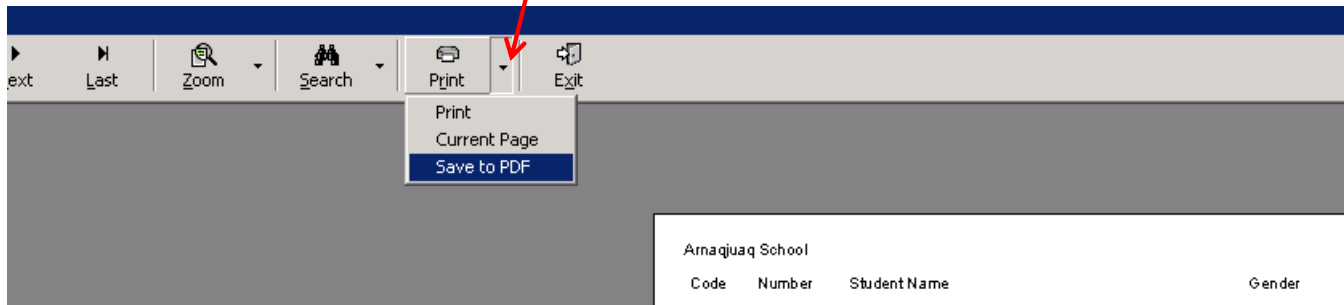 ext Last Zoom Search Print Exit
Print
Current Page
Save to PDF
Arnaqjuaq School
Code Number Student Name Gender